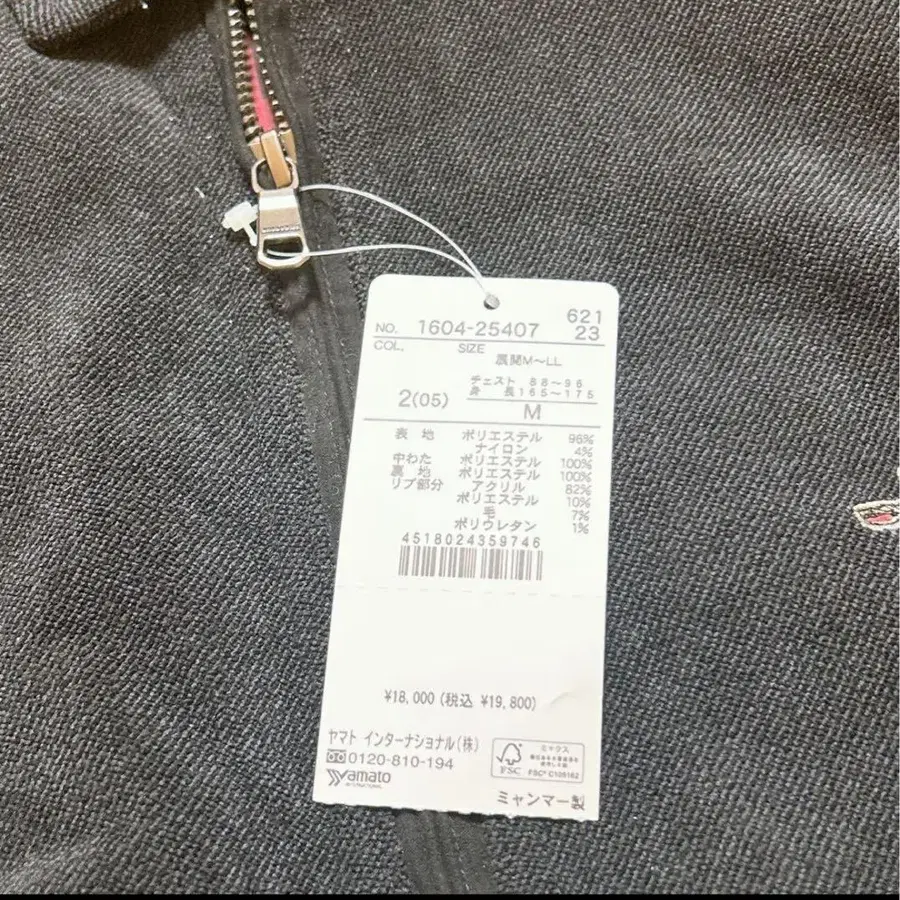 621
NO. 1604-25407 23
COL. SIZE
展開M〜LL
チェスト 88〜96
2(05) 身 長165〜175
M
表 地 ポリエステル 96%
ナイロン 4%
中わた ポリエステル 100%
裏 地 ポリエステル 100%
リブ部分 アクリル 82%
ポリエステル 10%
毛 7%
ポリウレタン 1%
4518024359746
¥18,000 (税込 ¥19,800)
ヤマト インターナショナル(株)
0120-810-194
Yamato
INTERNATIONAL
FSC
ミックス
FSC® C109162
ミャンマー製